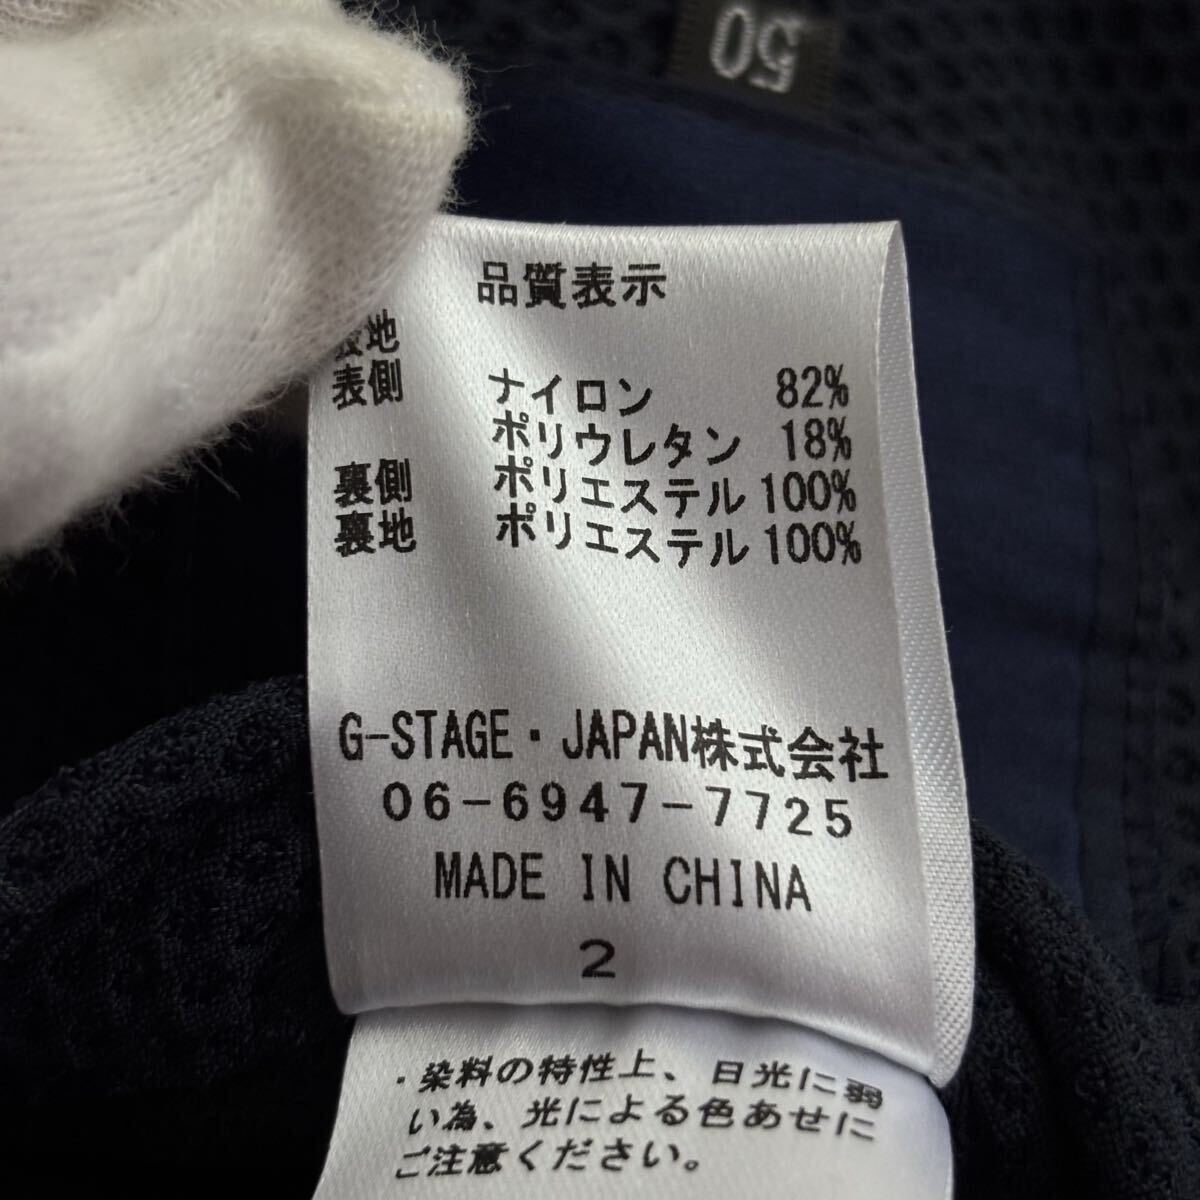 50
品質表示
表地
表側 ナイロン 82%
ポリウレタン 18%
裏側 ポリエステル 100%
裏地 ポリエステル 100%
G-STAGE・JAPAN株式会社
06-6947-7725
MADE IN CHINA
2
・染料の特性上、日光に弱
い為、光による色あせに
ご注意ください。